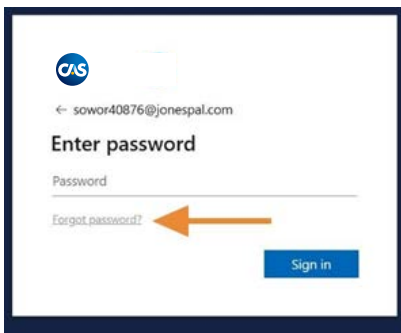 CAS
← sowor40876@jonespal.com
Enter password
Password
Forgot password?
Sign in